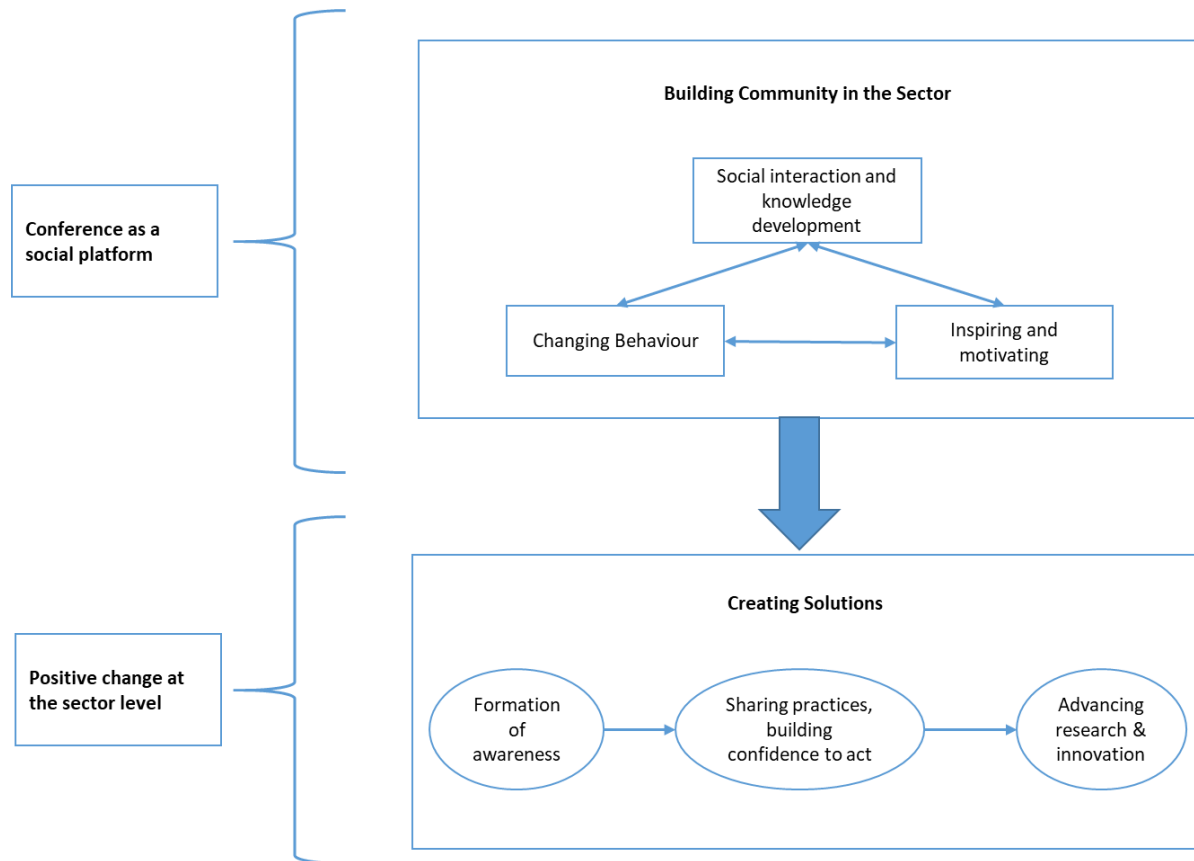 Building Community in the Sector
Social interaction and
knowledge
development
Conference as a
social platform
Changing Behaviour
Inspiring and
motivating
Creating Solutions
Positive change at
the sector level
Formation
of
awareness
Sharing practices,
building
confidence to act
Advancing
research &
innovation